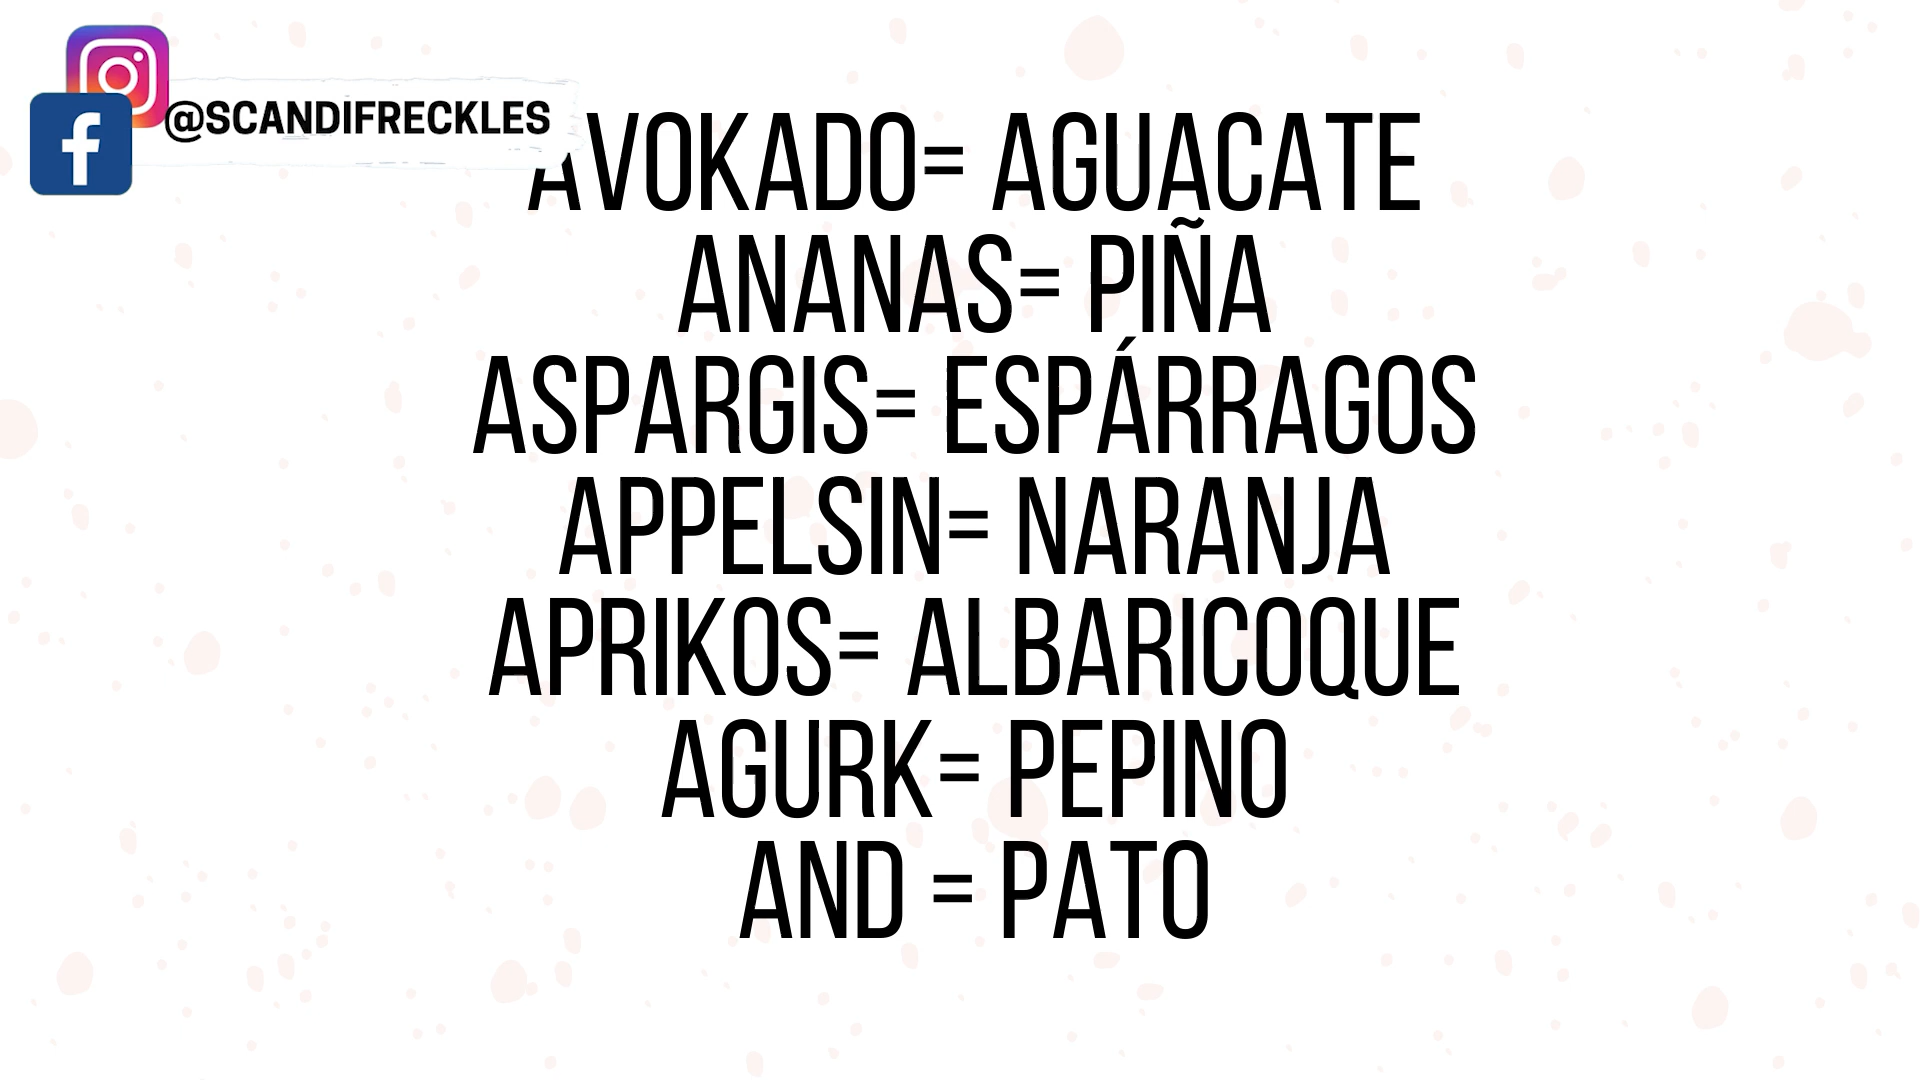 @SCANDIFRECKLES
AVOKADO= AGUACATE
ANANAS= PIÑA
ASPARGIS= ESPÁRRAGOS
APPELSIN= NARANJA
APRIKOS= ALBARICOQUE
AGURK= PEPINO
AND = PATO